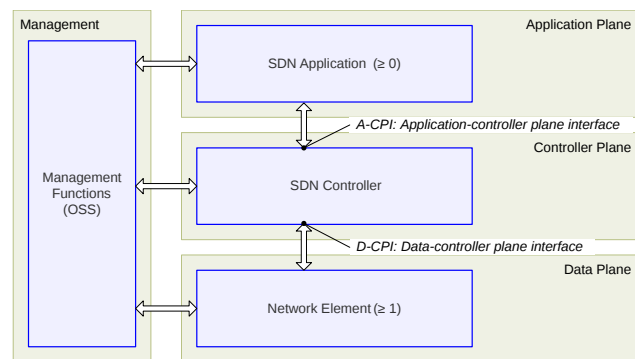 Management
Application Plane
SDN Application (≥ 0)
A-CPI: Application-controller plane interface
Controller Plane
Management
Functions
(OSS)
SDN Controller
D-CPI: Data-controller plane interface
Data Plane
Network Element (≥ 1)